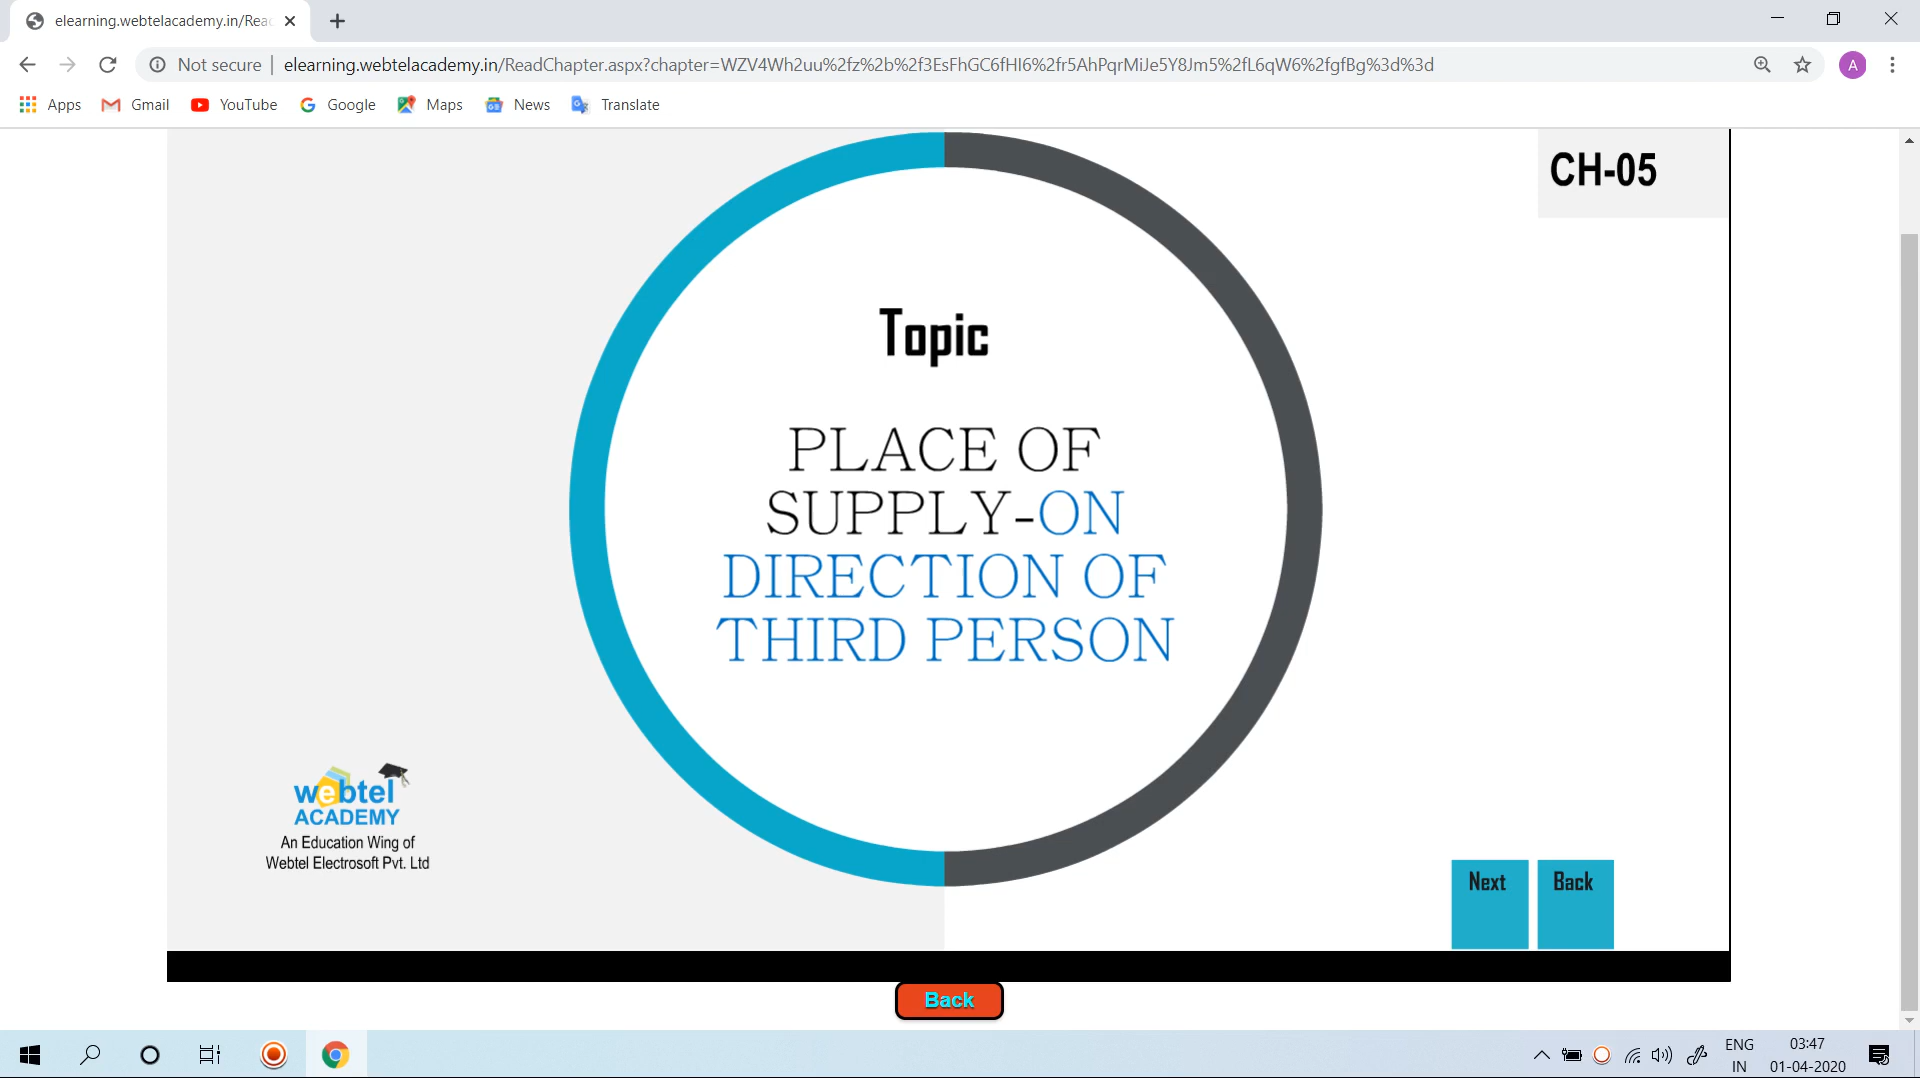 elearning.webtelacademy.in/Read
Not secure | elearning.webtelacademy.in/ReadChapter.aspx?chapter=WZV4Wh2uu%2fz%2b%2f3EsFhGC6fHI6%2fr5AhPqrMiJe5Y8Jm5%2fL6qW6%2fgfBg%3d%3d
A
Apps Gmail YouTube Google Maps News Translate
CH-05
Topic
PLACE OF
SUPPLY-ON
DIRECTION OF
THIRD PERSON
webtel
ACADEMY
An Education Wing of
Webtel Electrosoft Pvt. Ltd
Next Back
Back
ENG
IN
03:47
01-04-2020